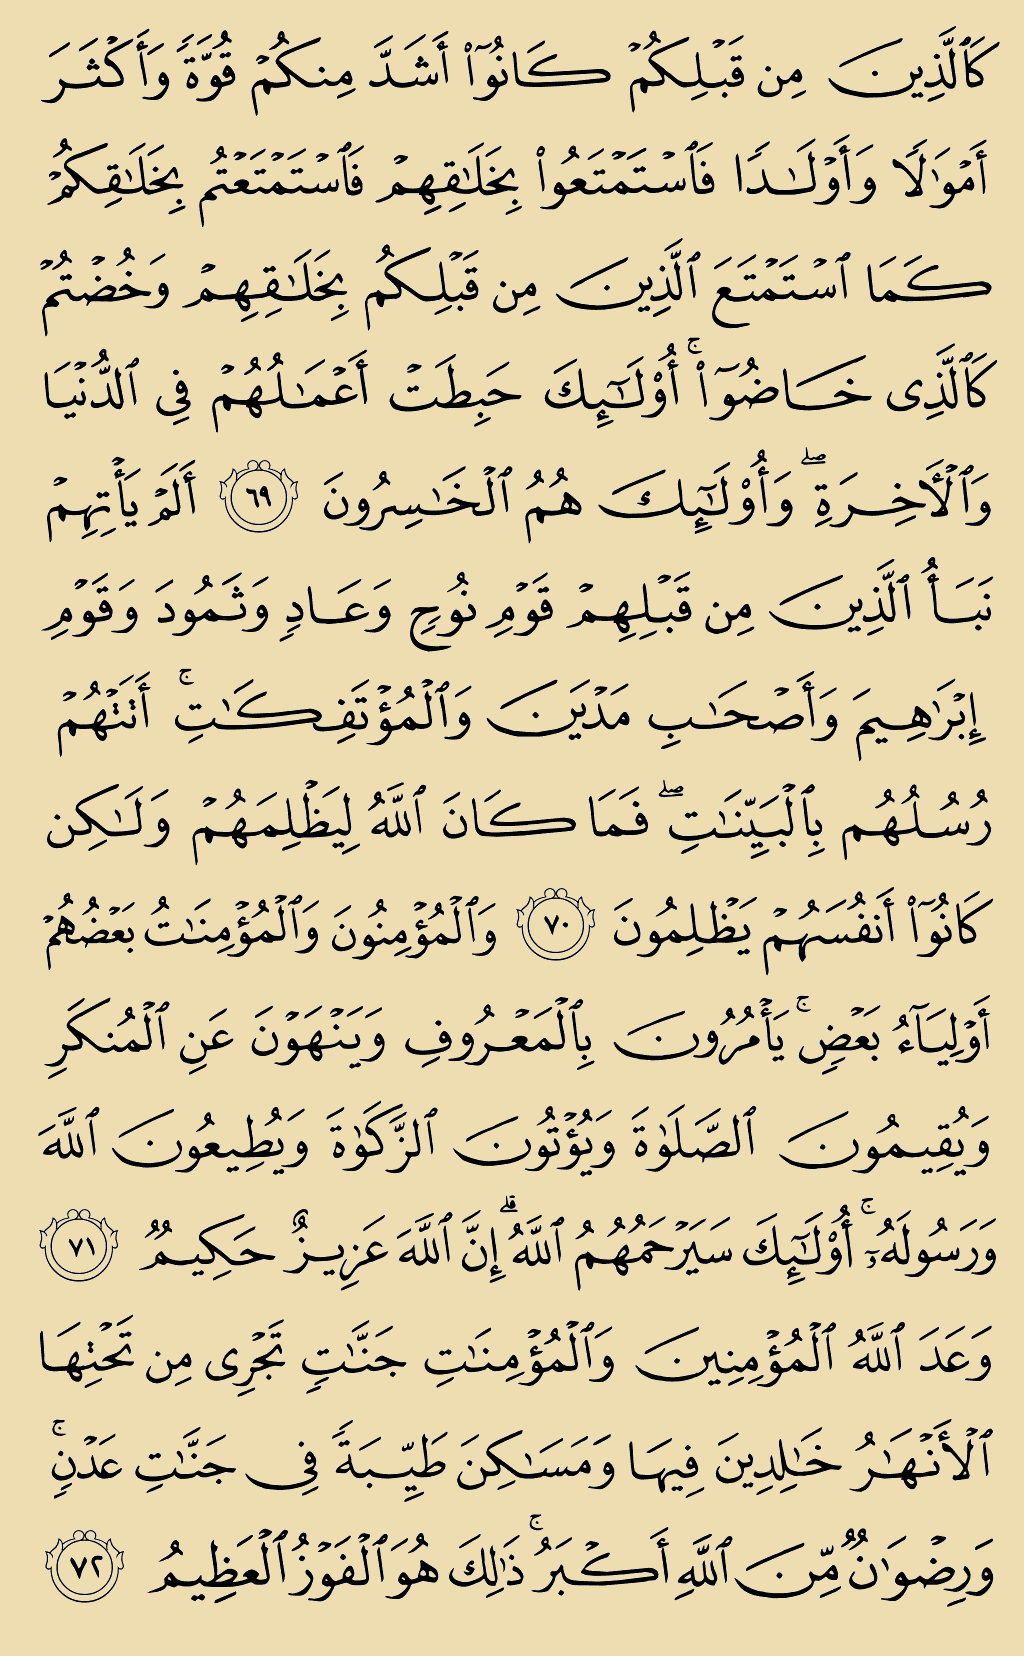 كَٱلَّذِينَ مِن قَبْلِكُمْ كَانُوٓا۟ أَشَدَّ مِنكُمْ قُوَّةً وَأَكْثَرَ
أَمْوَٰلًا وَأَوْلَـٰدًا فَٱسْتَمْتَعُوا۟ بِخَلَـٰقِهِمْ فَٱسْتَمْتَعْتُم بِخَلَـٰقِكُمْ
كَمَا ٱسْتَمْتَعَ ٱلَّذِينَ مِن قَبْلِكُم بِخَلَـٰقِهِمْ وَخُضْتُمْ
كَٱلَّذِى خَاضُوٓا۟ ۚ أُو۟لَـٰٓئِكَ حَبِطَتْ أَعْمَـٰلُهُمْ فِى ٱلدُّنْيَا
وَٱلْـَٔاخِرَةِ ۖ وَأُو۟لَـٰٓئِكَ هُمُ ٱلْخَـٰسِرُونَ ٦٩ أَلَمْ يَأْتِهِمْ
نَبَأُ ٱلَّذِينَ مِن قَبْلِهِمْ قَوْمِ نُوحٍ وَعَادٍ وَثَمُودَ وَقَوْمِ
إِبْرَٰهِيمَ وَأَصْحَـٰبِ مَدْيَنَ وَٱلْمُؤْتَفِكَـٰتِ ۚ أَتَتْهُمْ
رُسُلُهُم بِٱلْبَيِّنَـٰتِ ۖ فَمَا كَانَ ٱللَّهُ لِيَظْلِمَهُمْ وَلَـٰكِن
كَانُوٓا۟ أَنفُسَهُمْ يَظْلِمُونَ ٧٠ وَٱلْمُؤْمِنُونَ وَٱلْمُؤْمِنَـٰتُ بَعْضُهُمْ
أَوْلِيَآءُ بَعْضٍ ۚ يَأْمُرُونَ بِٱلْمَعْرُوفِ وَيَنْهَوْنَ عَنِ ٱلْمُنكَرِ
وَيُقِيمُونَ ٱلصَّلَوٰةَ وَيُؤْتُونَ ٱلزَّكَوٰةَ وَيُطِيعُونَ ٱللَّهَ
وَرَسُولَهُۥٓ ۚ أُو۟لَـٰٓئِكَ سَيَرْحَمُهُمُ ٱللَّهُ ۗ إِنَّ ٱللَّهَ عَزِيزٌ حَكِيمٌ ٧١
وَعَدَ ٱللَّهُ ٱلْمُؤْمِنِينَ وَٱلْمُؤْمِنَـٰتِ جَنَّـٰتٍ تَجْرِى مِن تَحْتِهَا
ٱلْأَنْهَـٰرُ خَـٰلِدِينَ فِيهَا وَمَسَـٰكِنَ طَيِّبَةً فِى جَنَّـٰتِ عَدْنٍ ۚ
وَرِضْوَٰنٌ مِّنَ ٱللَّهِ أَكْبَرُ ۚ ذَٰلِكَ هُوَ ٱلْفَوْزُ ٱلْعَظِيمُ ٧٢